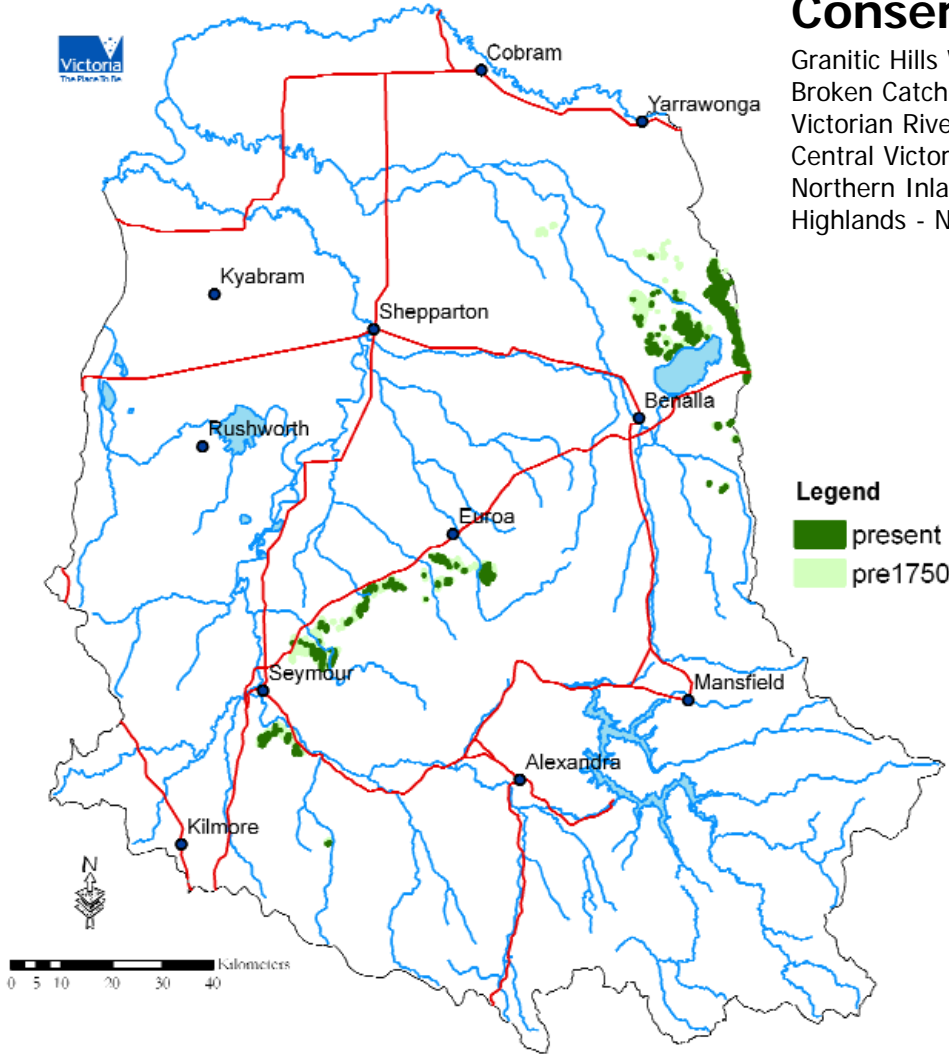 Conser
Granitic Hills
Broken Catch
Victorian Rive
Central Victor
Northern Inla
Highlands - N
Victoria
The Place To Be
Cobram
Yarrawonga
Kyabram
Shepparton
Benalla
Rushworth
Euroa
Legend
present
pre1750
Seymour
Mansfield
Alexandra
Kilmore
N
Kilometers
0 5 10 20 30 40